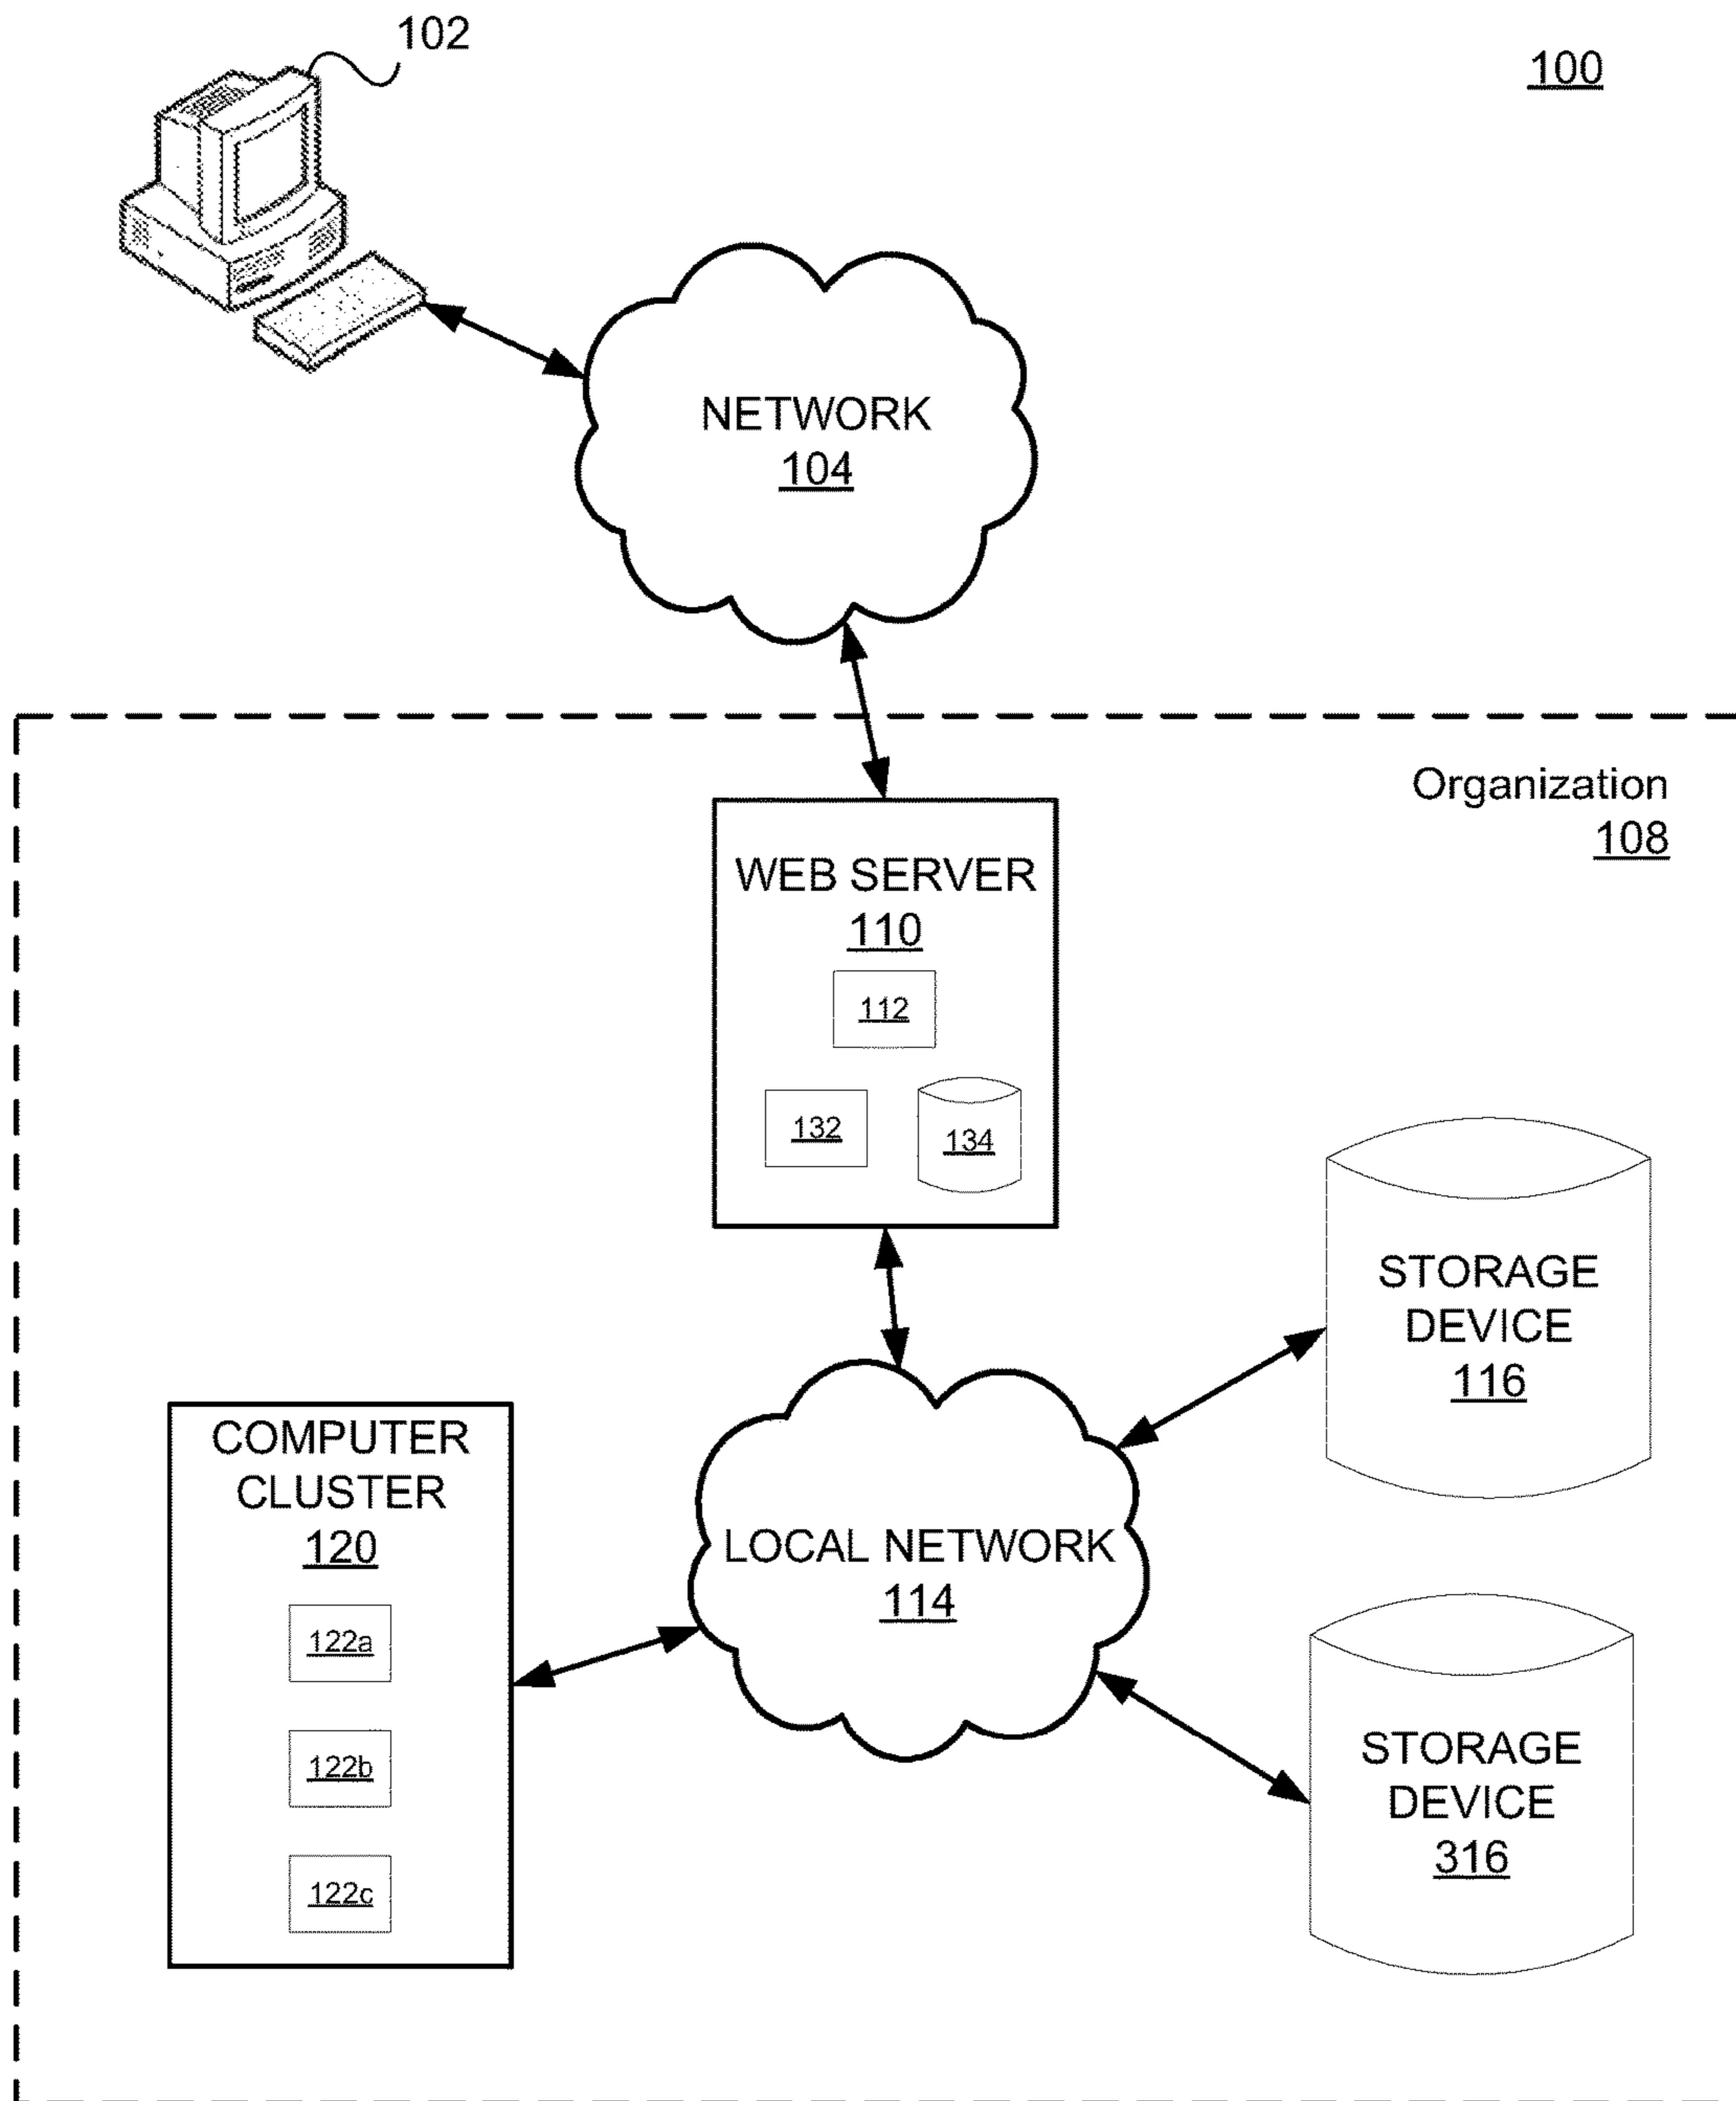 102
100
NETWORK
104
Organization
108
WEB SERVER
110
112
132
134
STORAGE
DEVICE
116
COMPUTER
CLUSTER
120
122a
122b
122c
LOCAL NETWORK
114
STORAGE
DEVICE
316